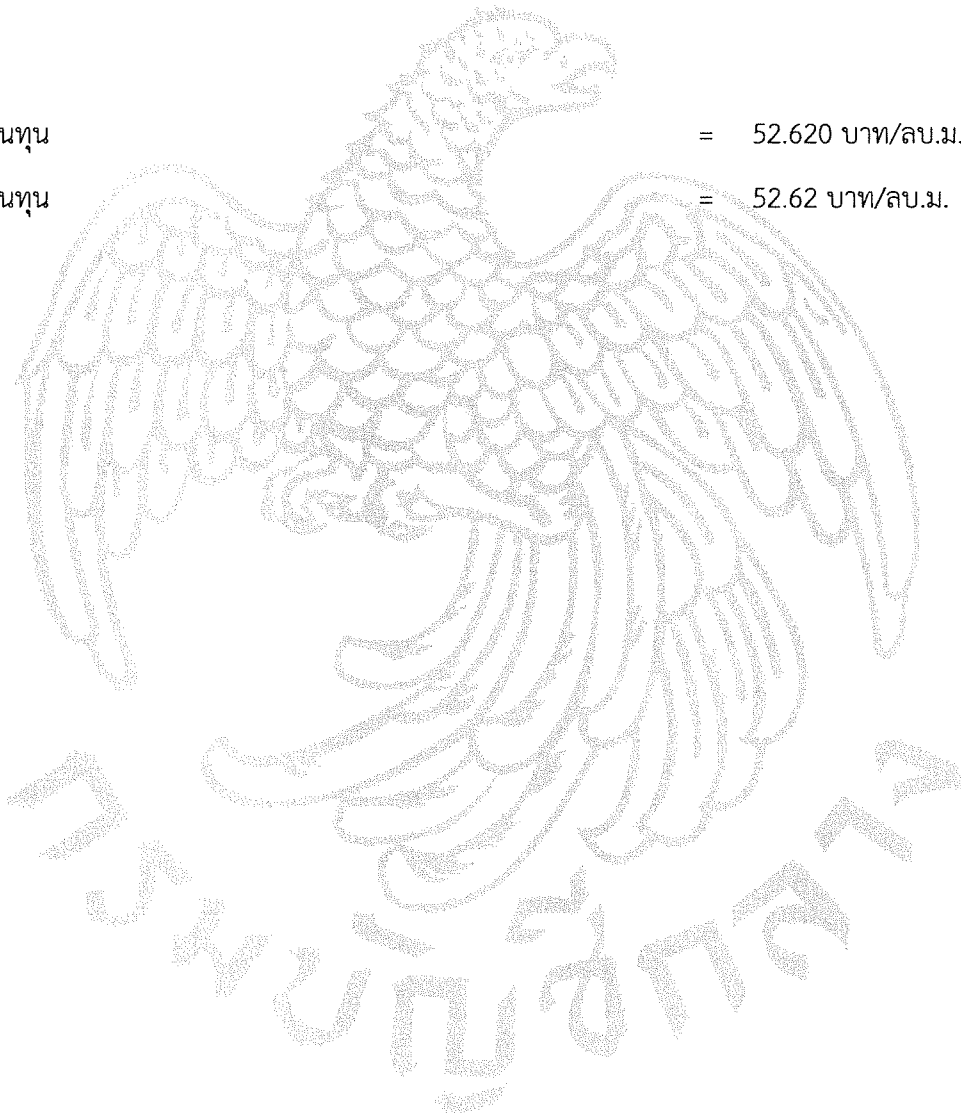 นทุน = 52.620 บาท/ลบ.ม.
นทุน = 52.62 บาท/ลบ.ม.
กรมบัญชีกลาง